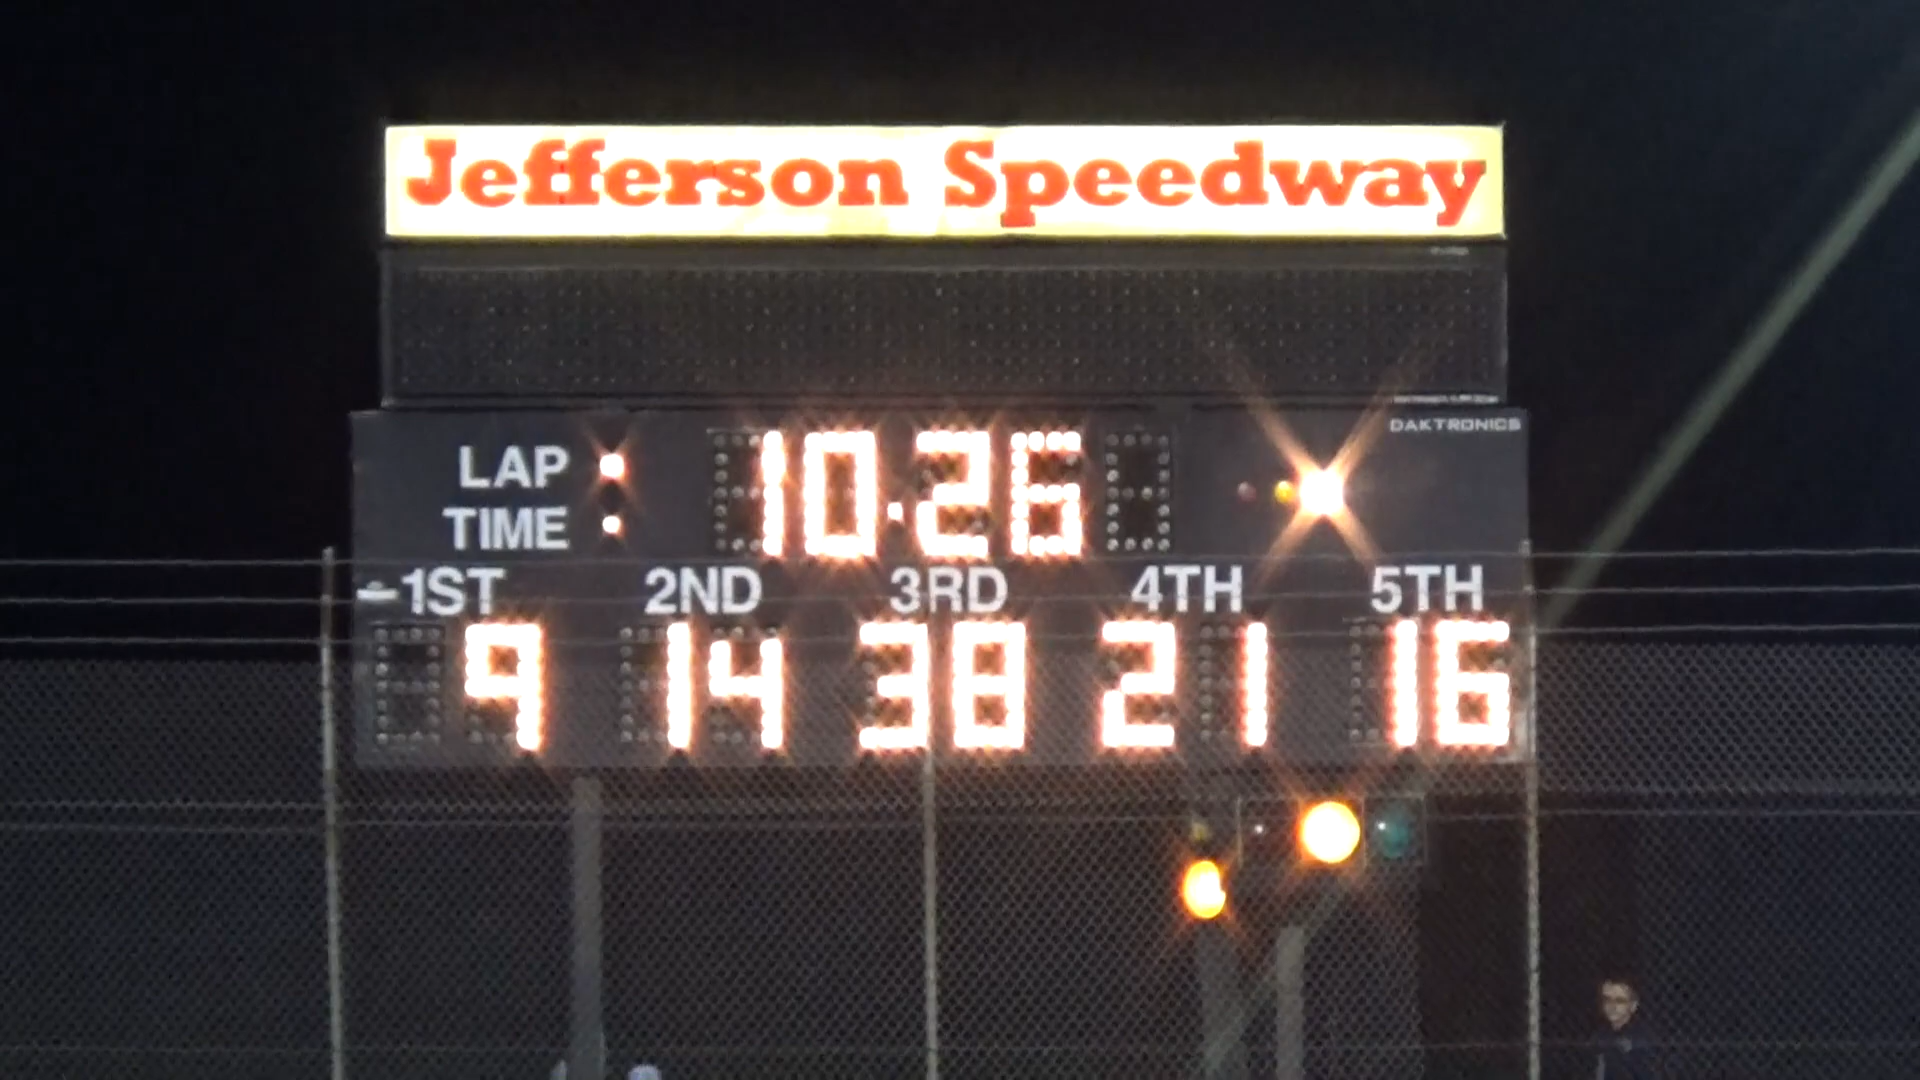 Jefferson Speedway
DAKTRONICS
LAP
TIME
10.26
1ST 2ND 3RD 4TH 5TH
9 14 38 21 16